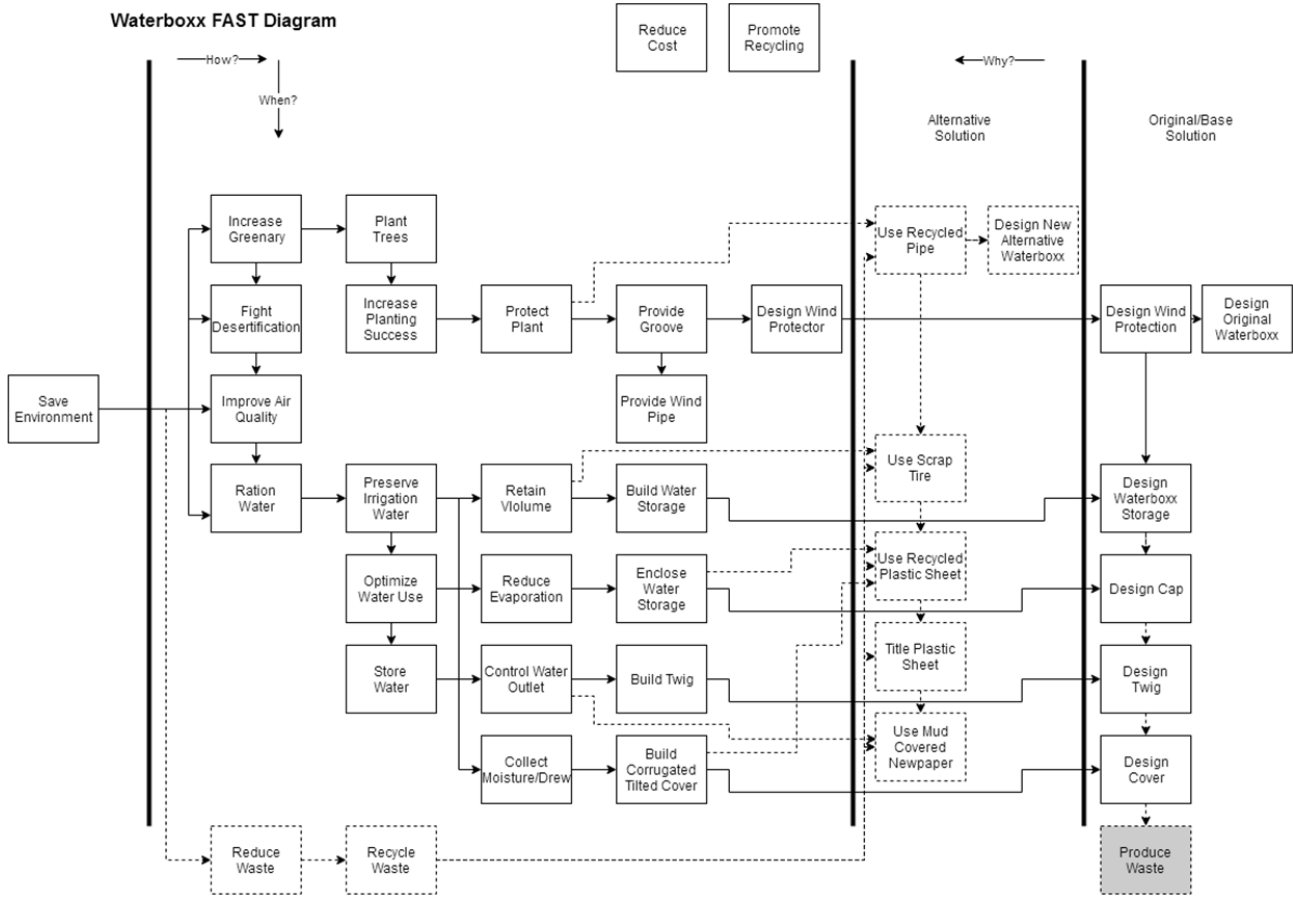 Waterboxx FAST Diagram
Reduce
Cost
Promote
Recycling
How?
When?
Why?
Alternative
Solution
Original/Base
Solution
Increase
Greenary
Plant
Trees
Use Recycled
Pipe
Design New
Alternative
Waterboxx
Fight
Desertification
Increase
Planting
Success
Protect
Plant
Provide
Groove
Design Wind
Protector
Design Wind
Protection
Design
Original
Waterboxx
Save
Environment
Improve Air
Quality
Provide Wind
Pipe
Use Scrap
Tire
Ration
Water
Preserve
Irrigation
Water
Retain
Vlolume
Build Water
Storage
Design
Waterboxx
Storage
Use Recycled
Plastic Sheet
Optimize
Water Use
Reduce
Evaporation
Enclose
Water
Storage
Design Cap
Title Plastic
Sheet
Store
Water
Control Water
Outlet
Build Twig
Design
Twig
Use Mud
Covered
Newpaper
Collect
Moisture/Drew
Build
Corrugated
Tilted Cover
Design
Cover
Reduce
Waste
Recycle
Waste
Produce
Waste